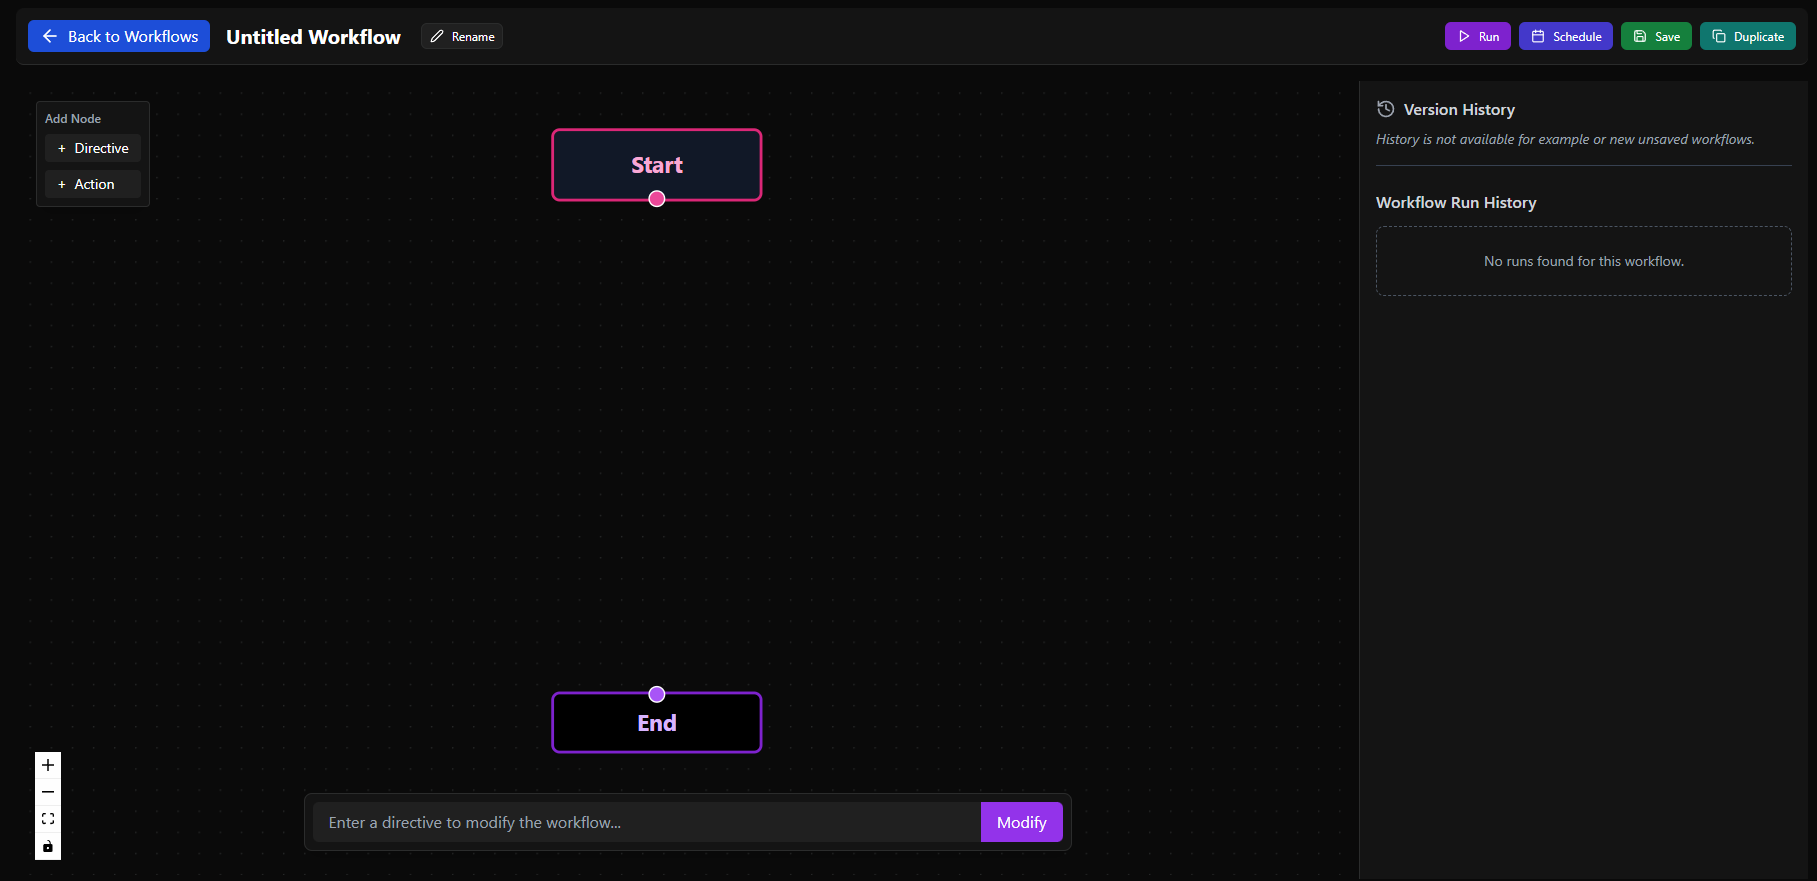 Back to Workflows
Untitled Workflow
Rename
Run
Schedule
Save
Duplicate
Add Node
+ Directive
+ Action
Start
End
Enter a directive to modify the workflow...
Modify
Version History
History is not available for example or new unsaved workflows.
Workflow Run History
No runs found for this workflow.